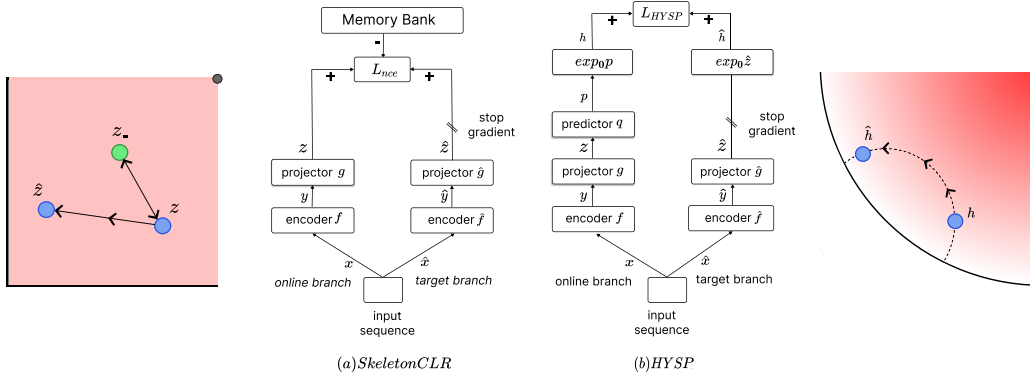 z₋
ẑ
z
Memory Bank
-
L_nce
+
+
stop
gradient
z
ẑ
projector g
projector ĝ
y
ŷ
encoder f
encoder f̂
x
x̂
online branch
target branch
input
sequence
(a)SkeletonCLR
L_HYSP
+
+
h
ĥ
exp₀p
exp₀ẑ
p
stop
gradient
predictor q
z
ẑ
projector g
projector ĝ
y
ŷ
encoder f
encoder f̂
x
x̂
online branch
target branch
input
sequence
(b)HYSP
ĥ
h